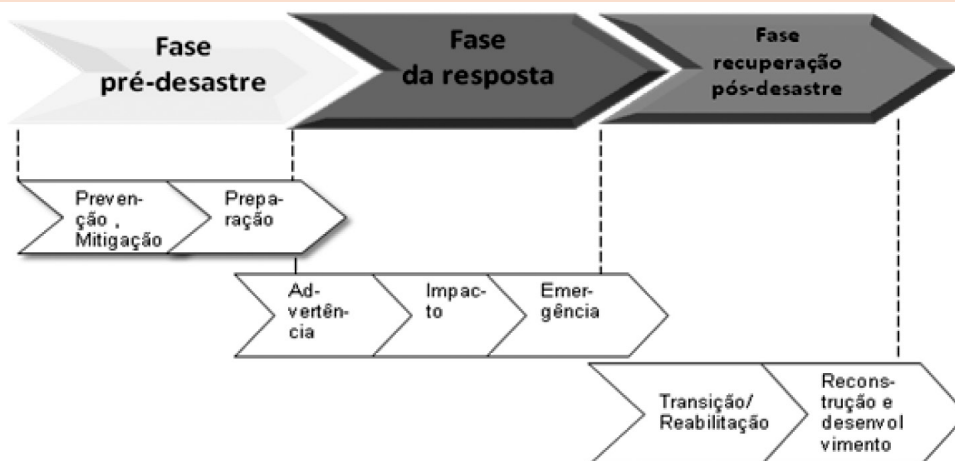 Fase
pré-desastre
Fase
da resposta
Fase
recuperação
pós-desastre
Preven-
ção ,
Mitigação
Prepa-
ração
Ad-
vertên-
cia
Impac-
to
Emer-
gência
Transição/
Reabilitação
Recons-
trução e
desenvol
vimento